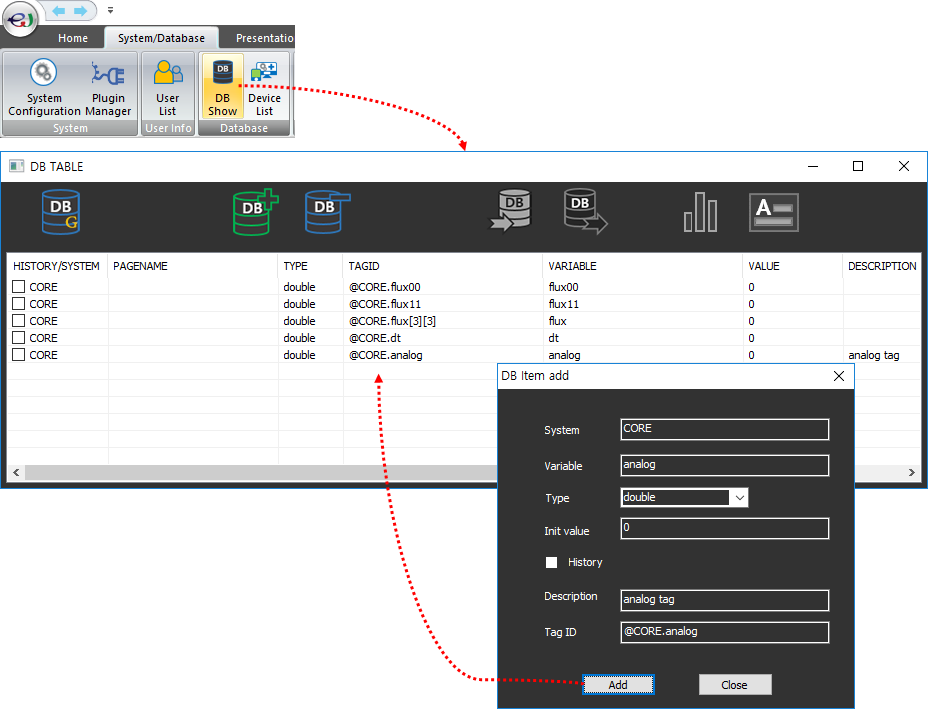 Home System/Database Presentatio
System Configuration
Plugin Manager
User List
DB
DB Show
Device List
System User Info Database
DB TABLE
DB G
DB
DB
DB
DB
A
HISTORY/SYSTEM PAGENAME TYPE TAGID VARIABLE VALUE DESCRIPTION
CORE double @CORE.flux00 flux00 0
CORE double @CORE.flux11 flux11 0
CORE double @CORE.flux[3][3] flux 0
CORE double @CORE.dt dt 0
CORE double @CORE.analog analog 0 analog tag
DB Item add
System CORE
Variable analog
Type double
Init value 0
History
Description analog tag
Tag ID @CORE.analog
Add Close